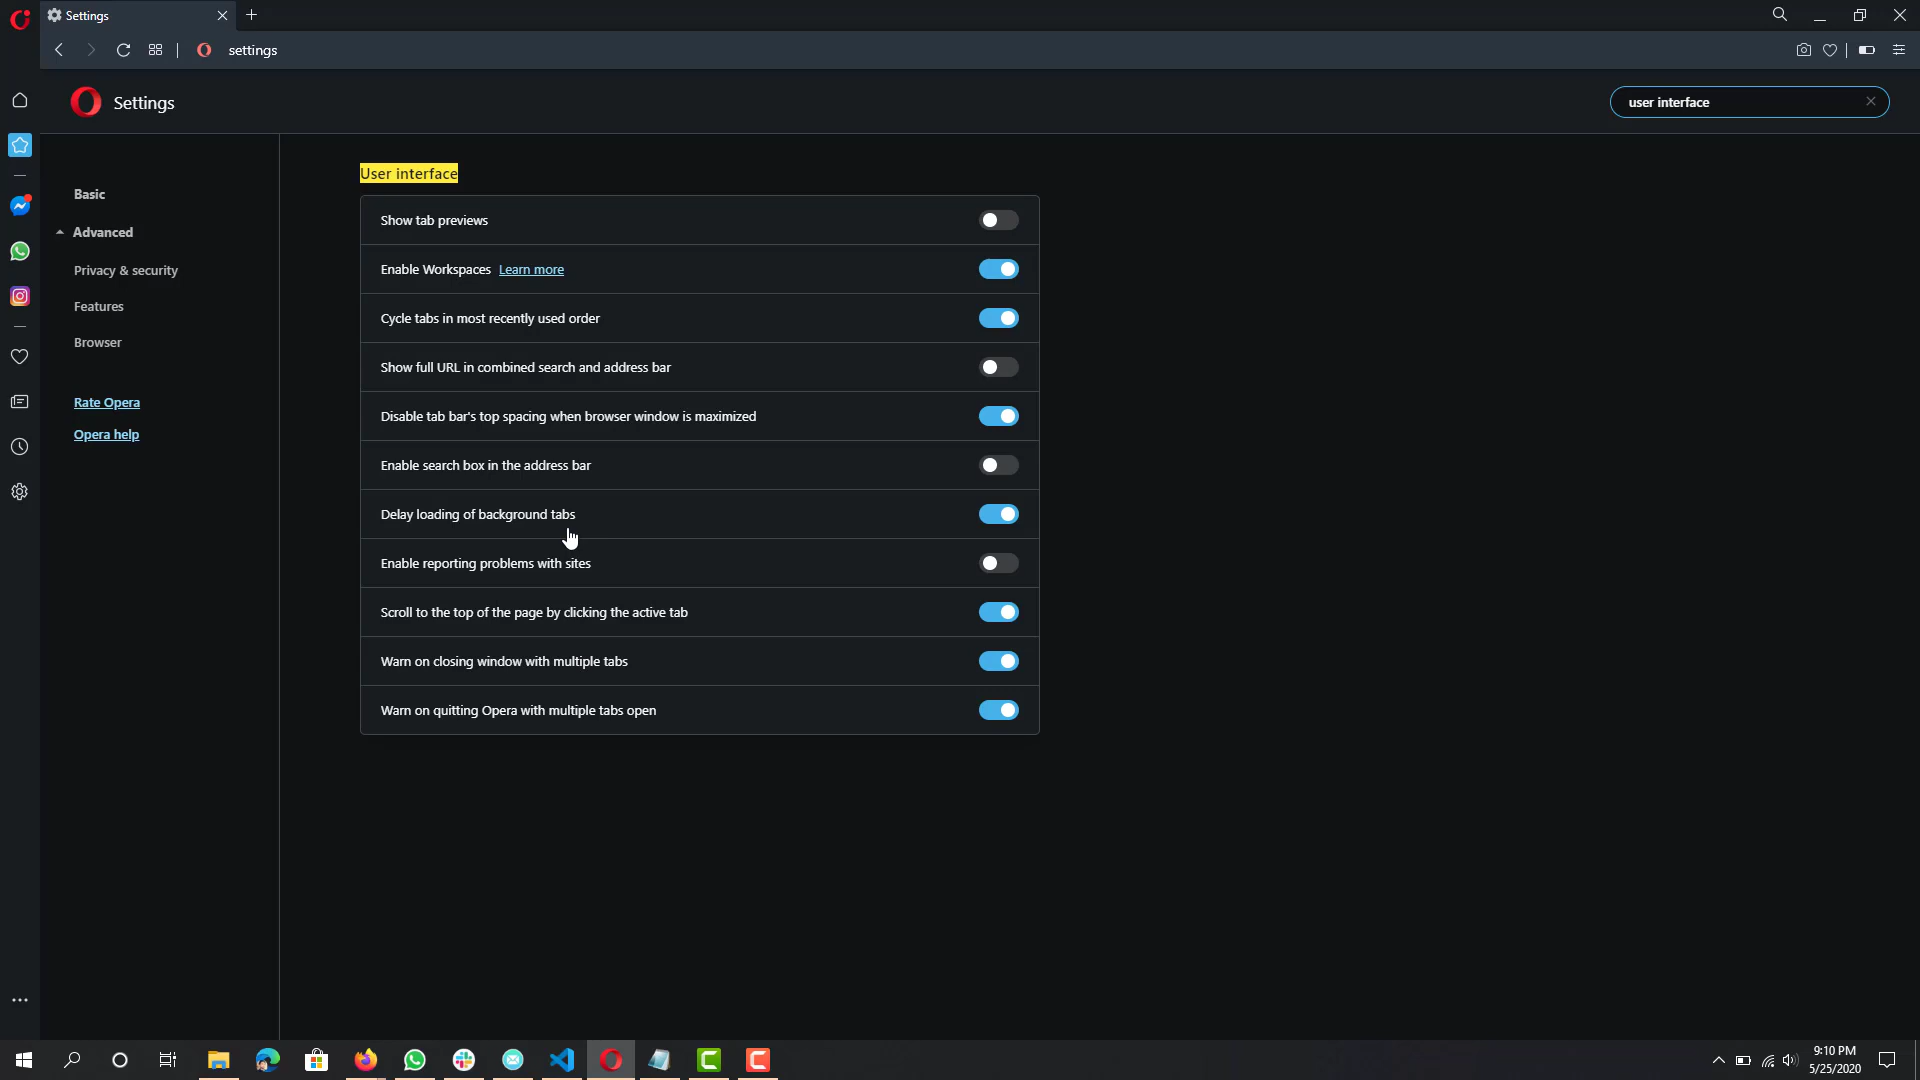 Settings
settings
Settings
user interface
Basic
Advanced
Privacy & security
Features
Browser
Rate Opera
Opera help
User interface
Show tab previews
Enable Workspaces Learn more
Cycle tabs in most recently used order
Show full URL in combined search and address bar
Disable tab bar's top spacing when browser window is maximized
Enable search box in the address bar
Delay loading of background tabs
Enable reporting problems with sites
Scroll to the top of the page by clicking the active tab
Warn on closing window with multiple tabs
Warn on quitting Opera with multiple tabs open
9:10 PM
5/25/2020